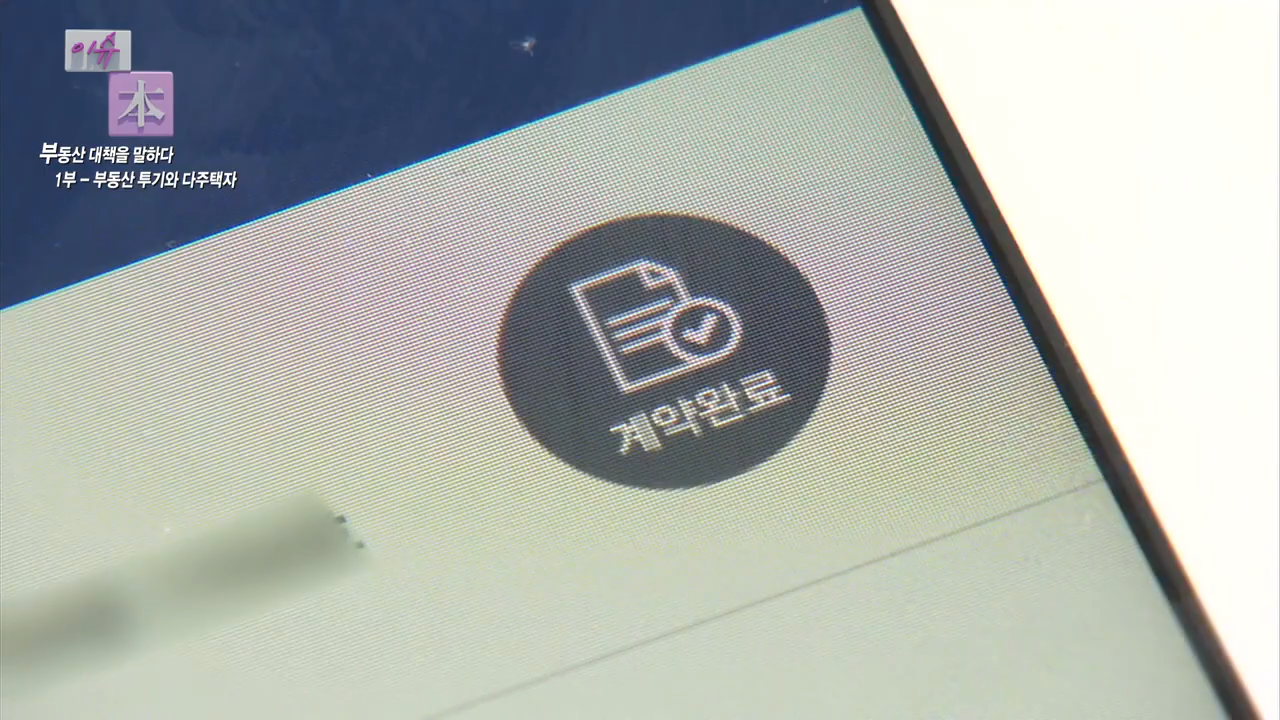 이슈
本
부동산 대책을 말하다
1부 - 부동산 투기와 다주택자
계약완료